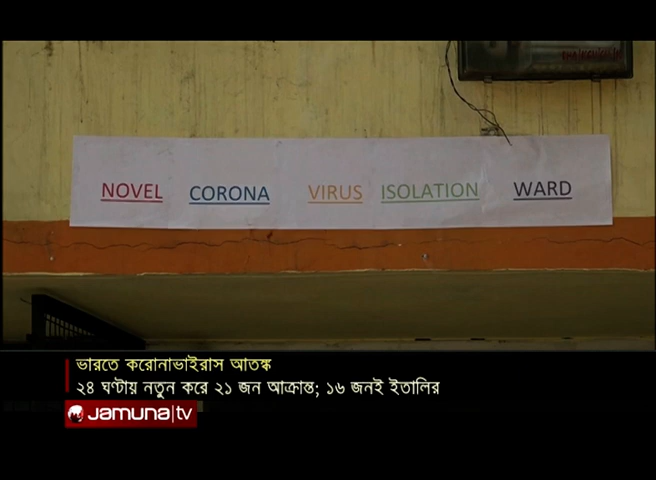 NOVEL CORONA VIRUS ISOLATION WARD
ভারতে করোনাভাইরাস আতঙ্ক
২৪ ঘণ্টায় নতুন করে ২১ জন আক্রান্ত; ১৬ জনই ইতালির
Jamuna|tv